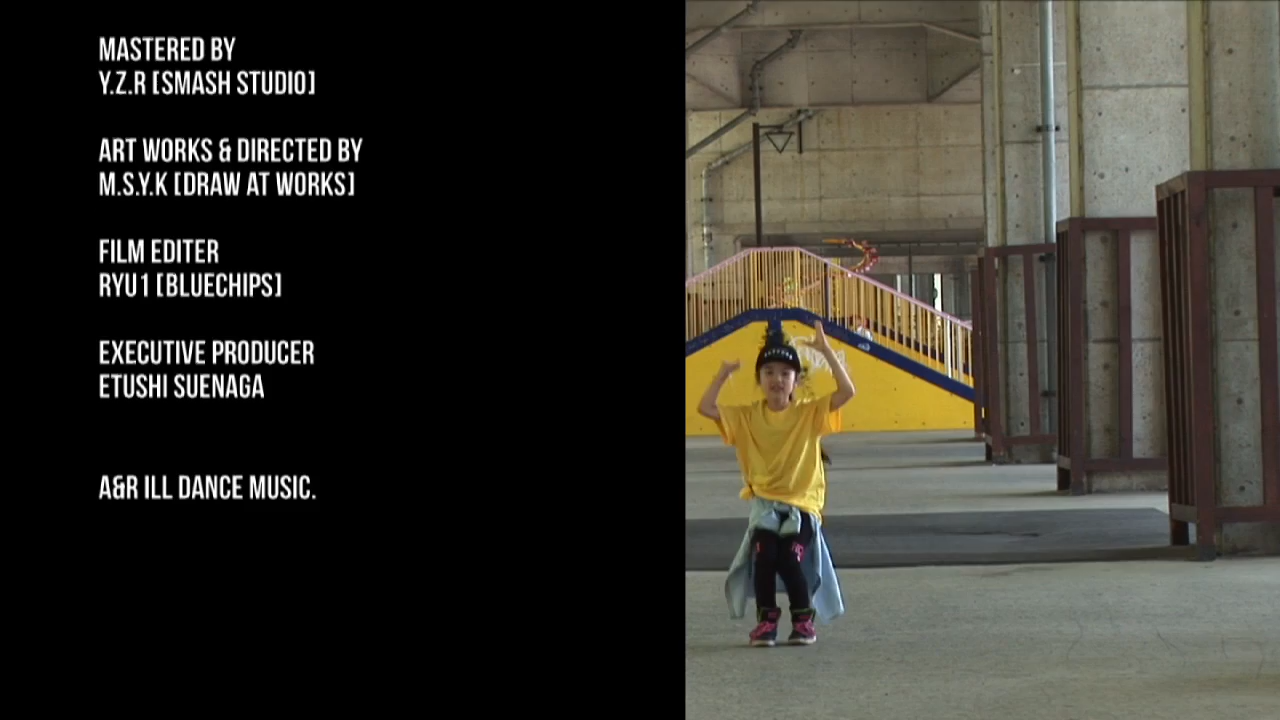 MASTERED BY
Y.Z.R [SMASH STUDIO]
ART WORKS & DIRECTED BY
M.S.Y.K [DRAW AT WORKS]
FILM EDITER
RYU1 [BLUECHIPS]
EXECUTIVE PRODUCER
ETUSHI SUENAGA
A&R ILL DANCE MUSIC.